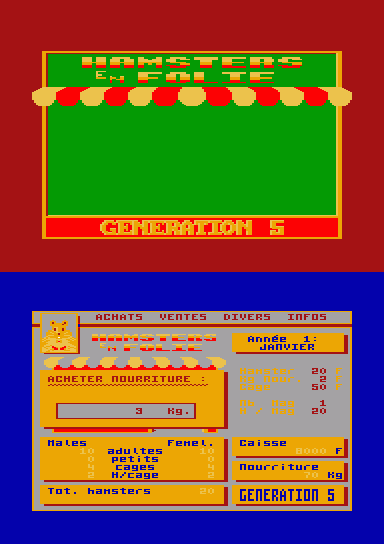 HAMSTERS
EN FOLIE
GENERATION 5
ACHATS VENTES DIVERS INFOS
HAMSTERS
EN FOLIE
Année 1:
JANVIER
ACHETER NOURRITURE :
3 Kg.
20 F
2 F
50 F
1
20
Males Femel.
10 adultes 10
0 petits 0
4 cages 4
2 H/cage 2
Tot. hamsters 20
Caisse
8000 F
Nourriture
Kg
GENERATION 5